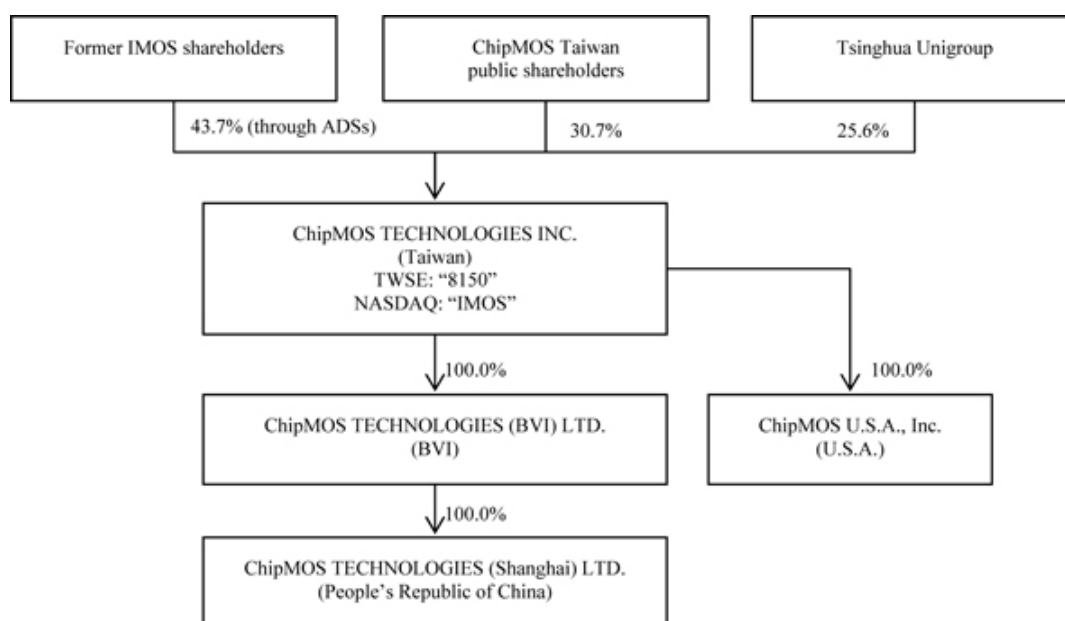 Former IMOS shareholders
ChipMOS Taiwan
public shareholders
Tsinghua Unigroup
43.7% (through ADSs)
30.7%
25.6%
ChipMOS TECHNOLOGIES INC.
(Taiwan)
TWSE: “8150”
NASDAQ: “IMOS”
100.0%
100.0%
ChipMOS TECHNOLOGIES (BVI) LTD.
(BVI)
ChipMOS U.S.A., Inc.
(U.S.A.)
100.0%
ChipMOS TECHNOLOGIES (Shanghai) LTD.
(People’s Republic of China)